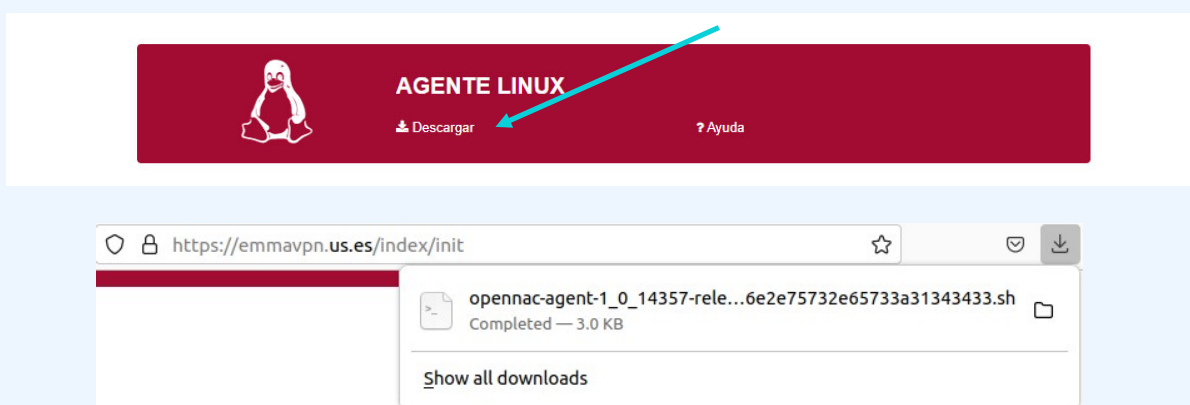 AGENTE LINUX
Descargar
? Ayuda
https://emmavpn.us.es/index/init
opennac-agent-1_0_14357-rele…6e2e75732e65733a31343433.sh
Completed — 3.0 KB
Show all downloads